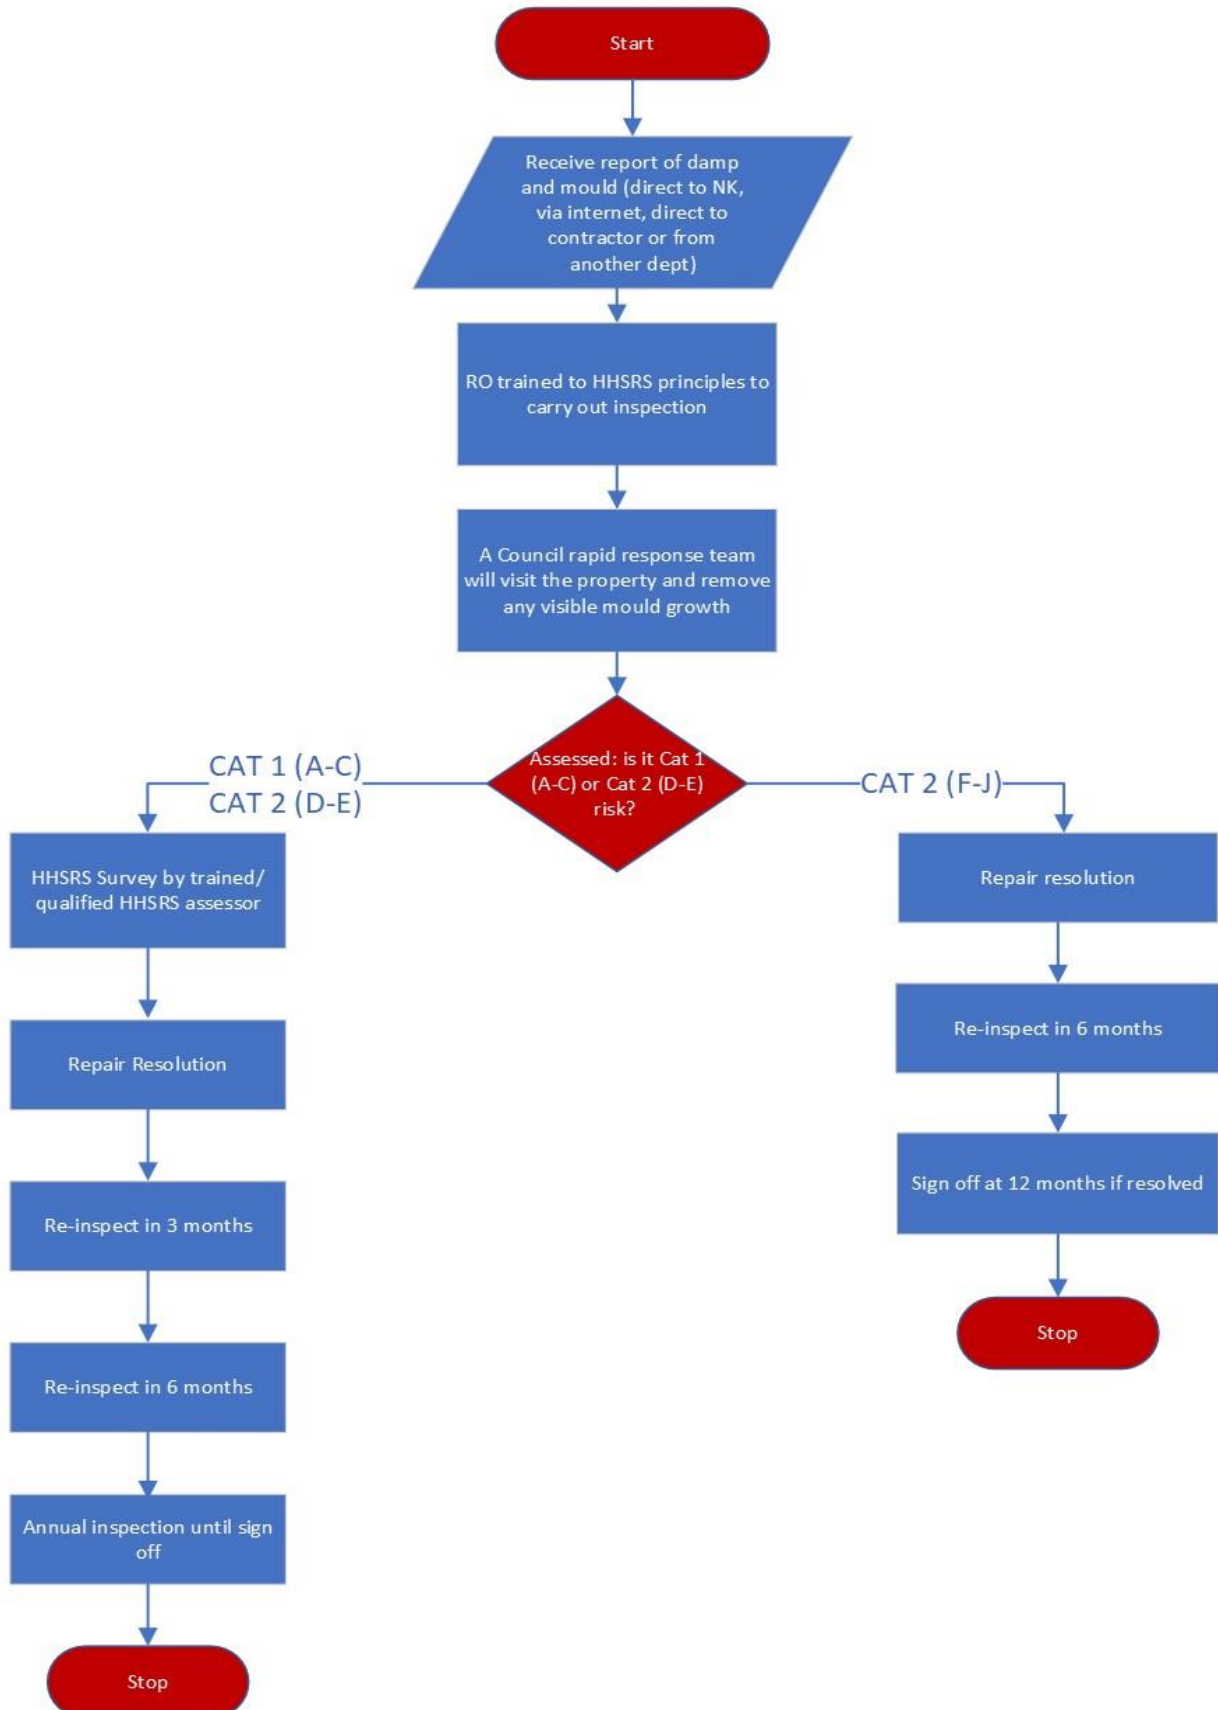 Start
Receive report of damp
and mould (direct to NK,
via internet, direct to
contractor or from
another dept)
RO trained to HHSRS principles to
carry out inspection
A Council rapid response team
will visit the property and remove
any visible mould growth
Assessed: is it Cat 1
(A-C) or Cat 2 (D-E)
risk?
CAT 1 (A-C)
CAT 2 (D-E)
HHSRS Survey by trained/
qualified HHSRS assessor
Repair Resolution
Re-inspect in 3 months
Re-inspect in 6 months
Annual inspection until sign
off
Stop
CAT 2 (F-J)
Repair resolution
Re-inspect in 6 months
Sign off at 12 months if resolved
Stop